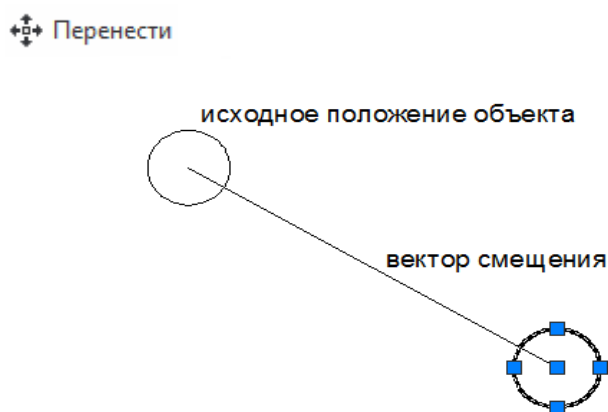 Перенести
исходное положение объекта
вектор смещения